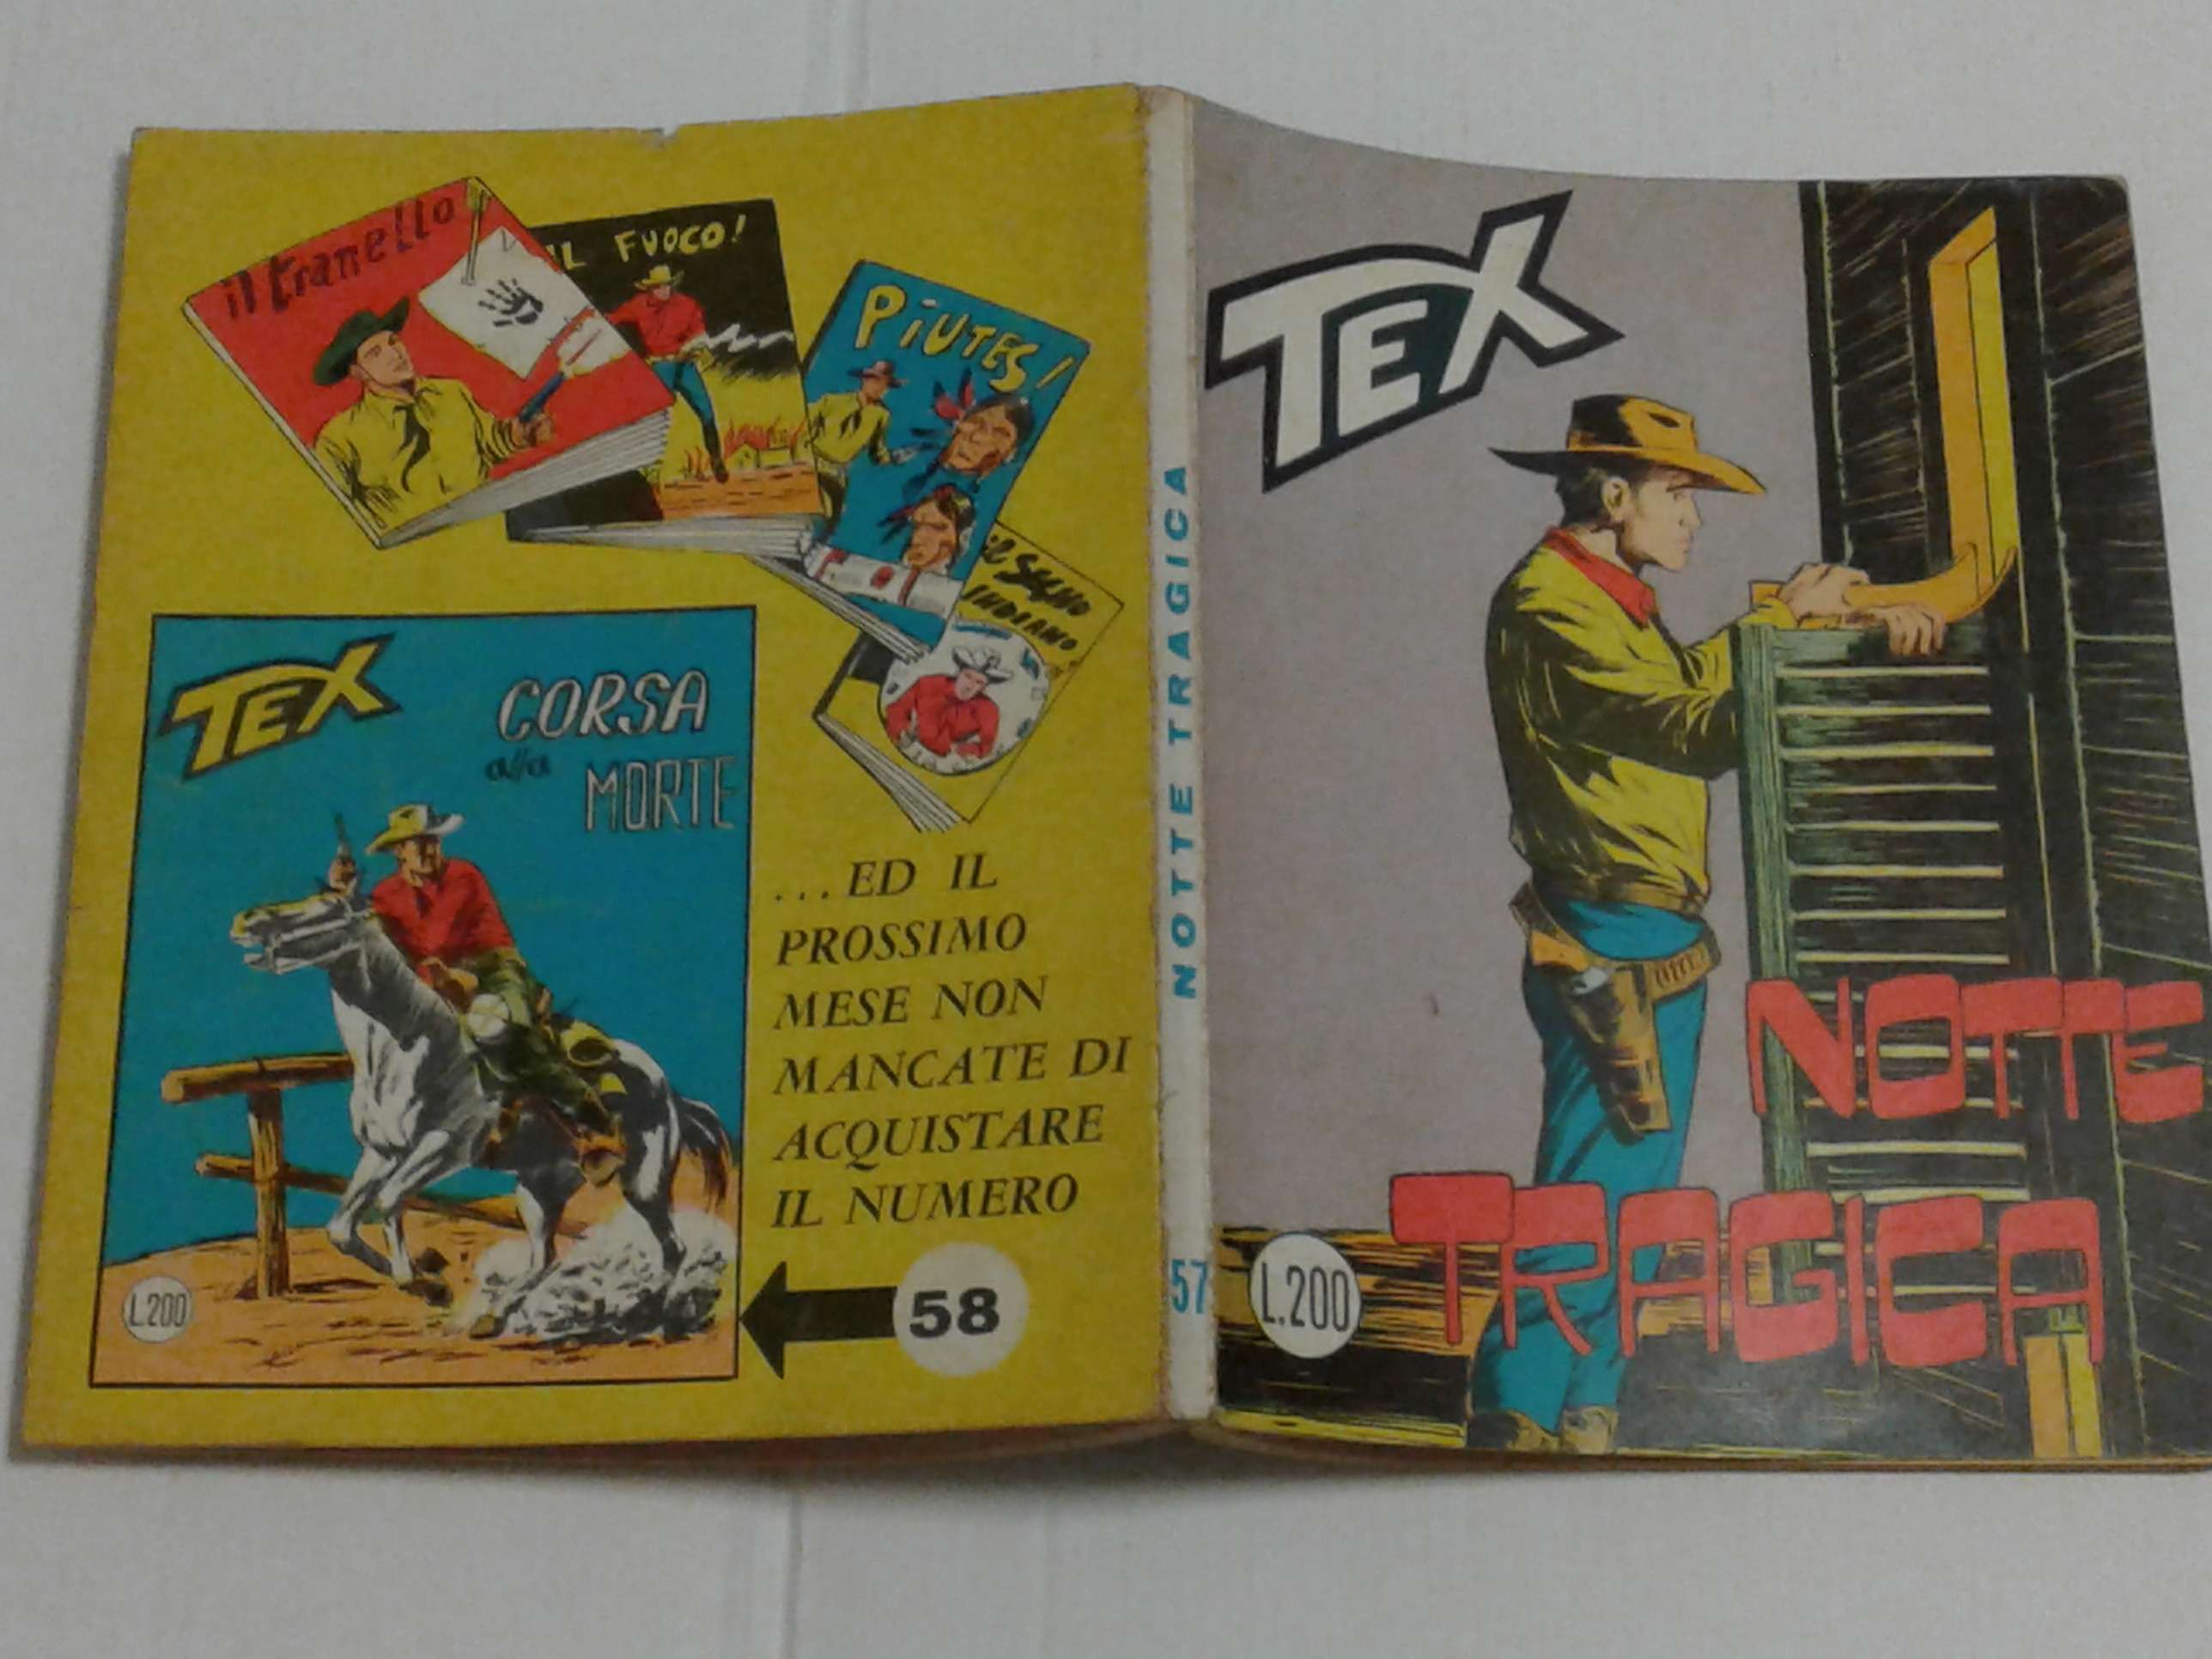 il tranello
IL FUOCO!
PIUTES!
il SEGNO
INDIANO
TEX
CORSA
alla
MORTE
L.200
...ED IL
PROSSIMO
MESE NON
MANCATE DI
ACQUISTARE
IL NUMERO
58
NOTTE TRAGICA
57
TEX
NOTTE
TRAGICA
L.200